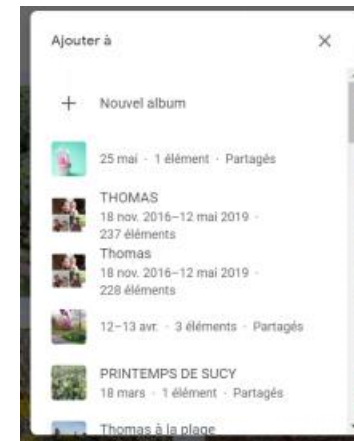 Ajouter à
Nouvel album
25 mai · 1 élément · Partagés
THOMAS
18 nov. 2016–12 mai 2019 ·
237 éléments
Thomas
18 nov. 2016–12 mai 2019 ·
228 éléments
12–13 avr. · 3 éléments · Partagés
PRINTEMPS DE SUCY
18 mars · 1 élément · Partagés
Thomas à la plage